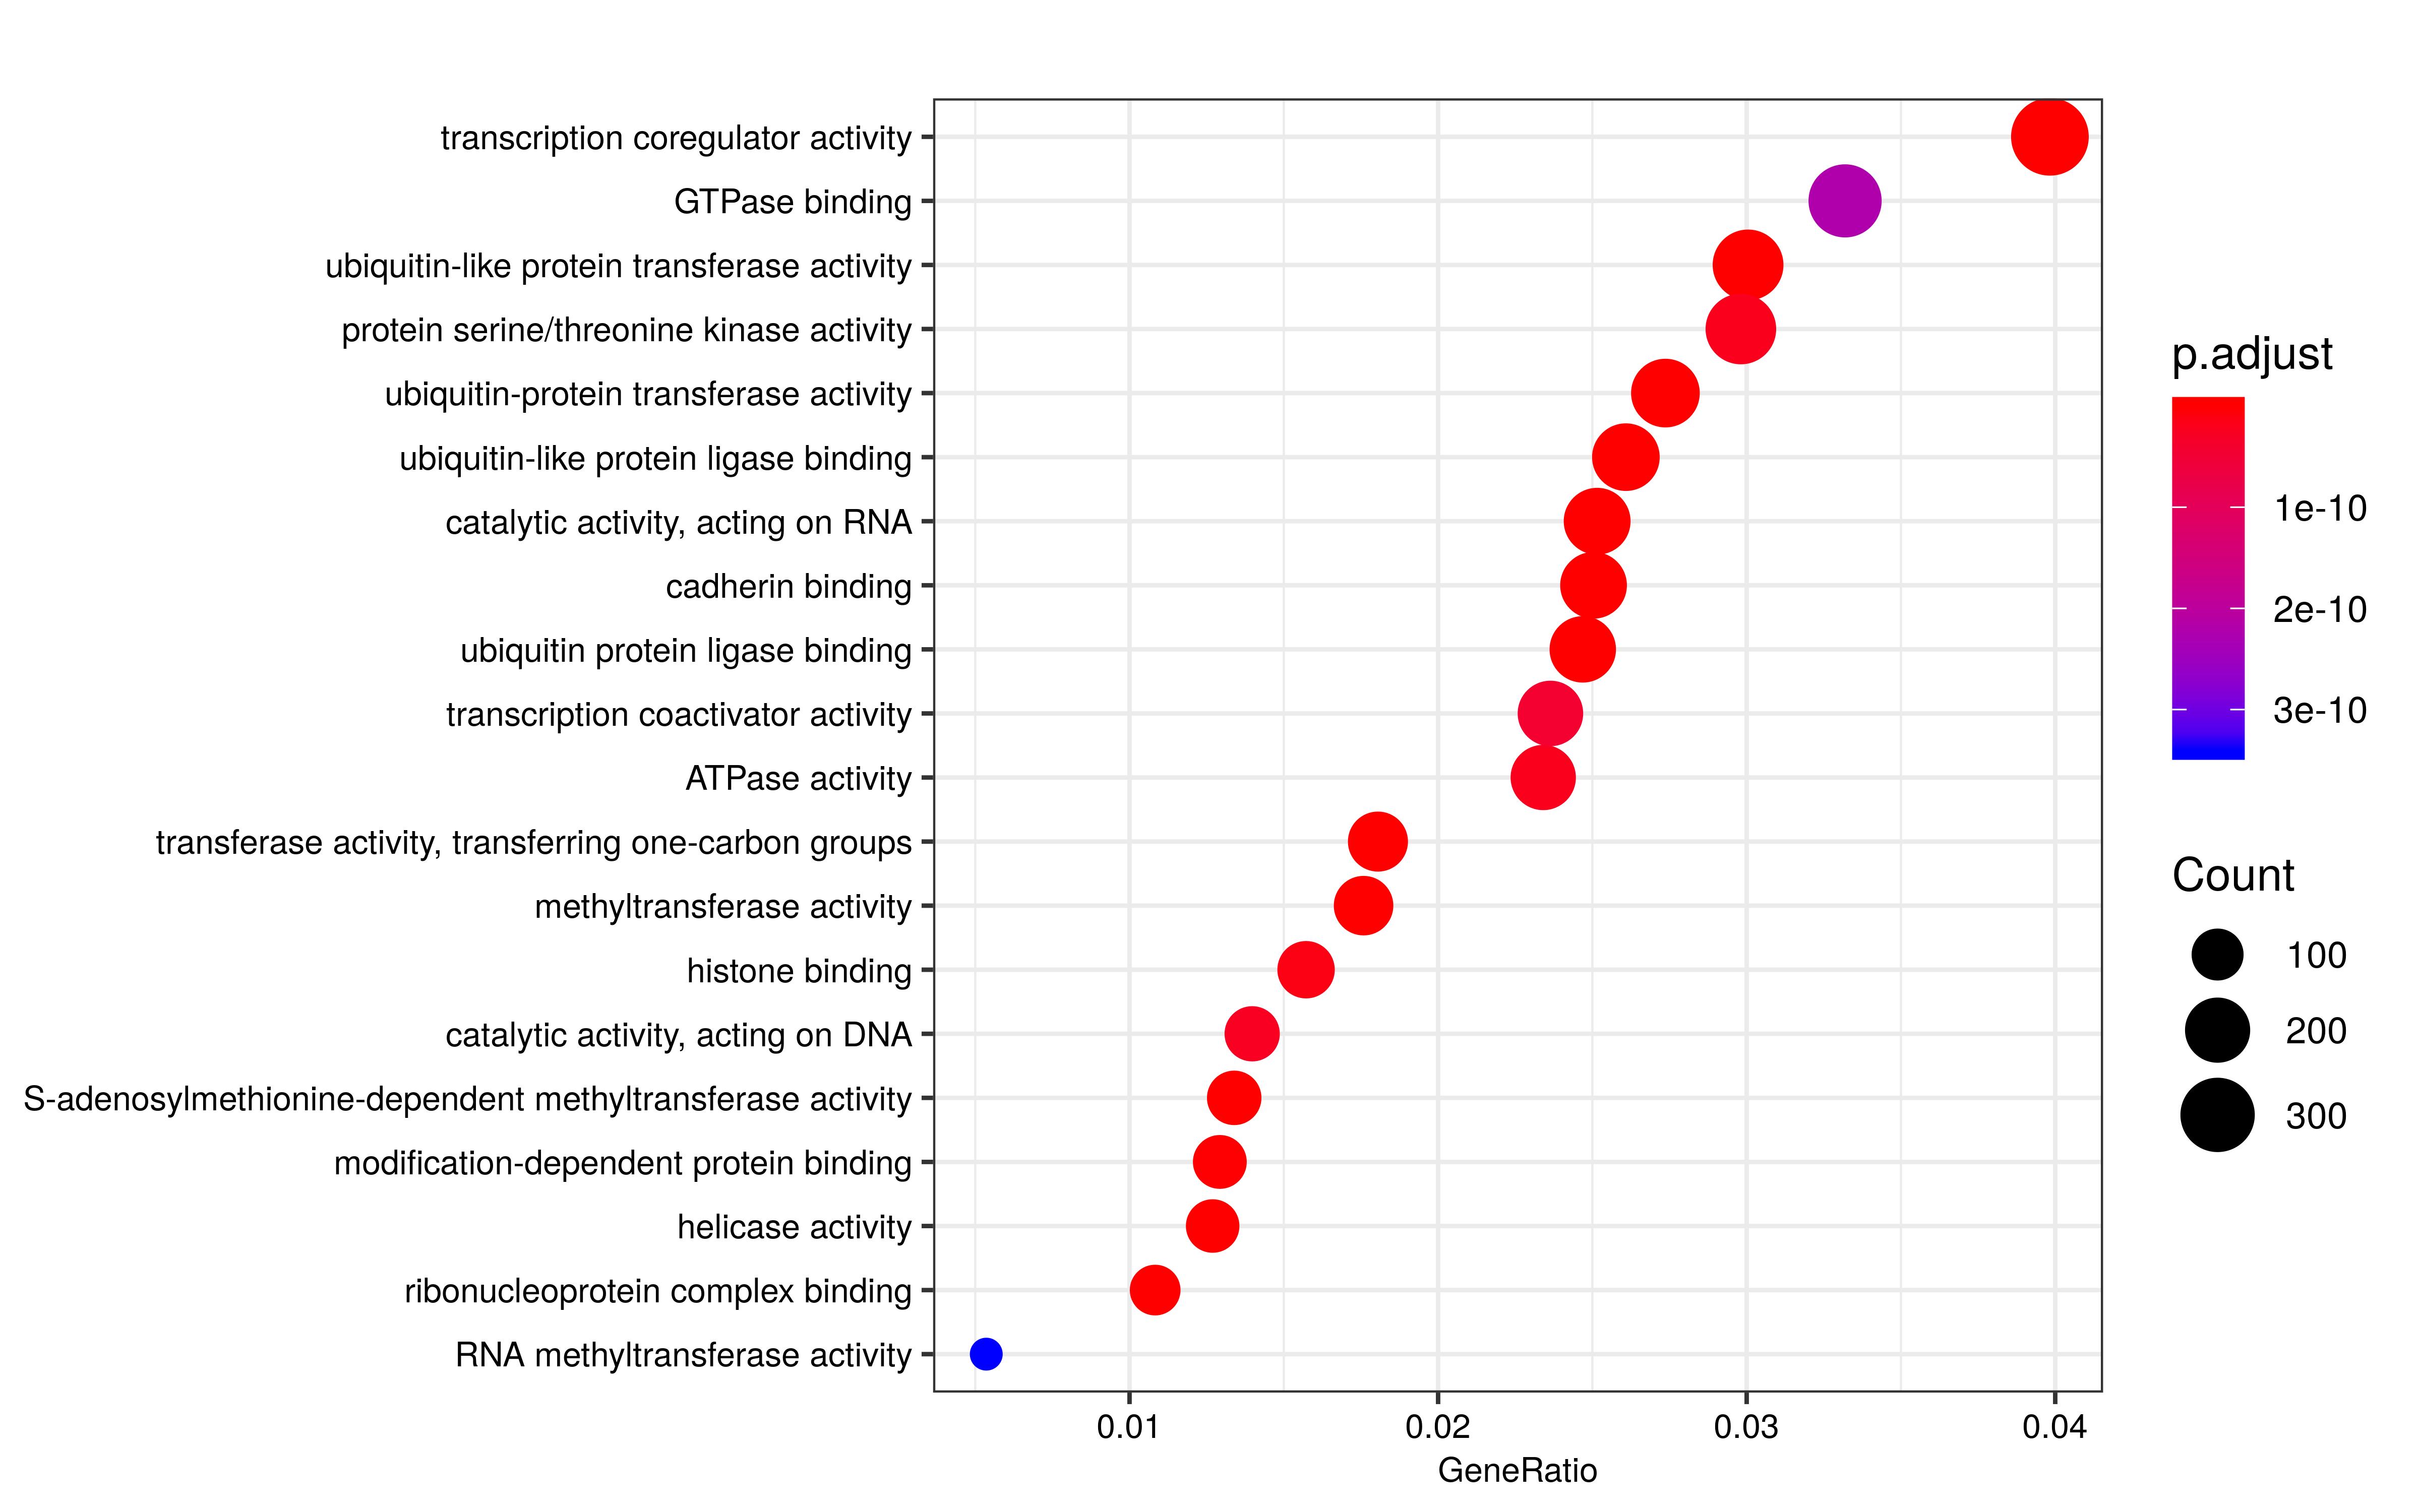 transcription coregulator activity
GTPase binding
ubiquitin-like protein transferase activity
protein serine/threonine kinase activity
ubiquitin-protein transferase activity
ubiquitin-like protein ligase binding
catalytic activity, acting on RNA
cadherin binding
ubiquitin protein ligase binding
transcription coactivator activity
ATPase activity
transferase activity, transferring one-carbon groups
methyltransferase activity
histone binding
catalytic activity, acting on DNA
S-adenosylmethionine-dependent methyltransferase activity
modification-dependent protein binding
helicase activity
ribonucleoprotein complex binding
RNA methyltransferase activity
0.01 0.02 0.03 0.04
GeneRatio
p.adjust
1e-10
2e-10
3e-10
Count
100
200
300